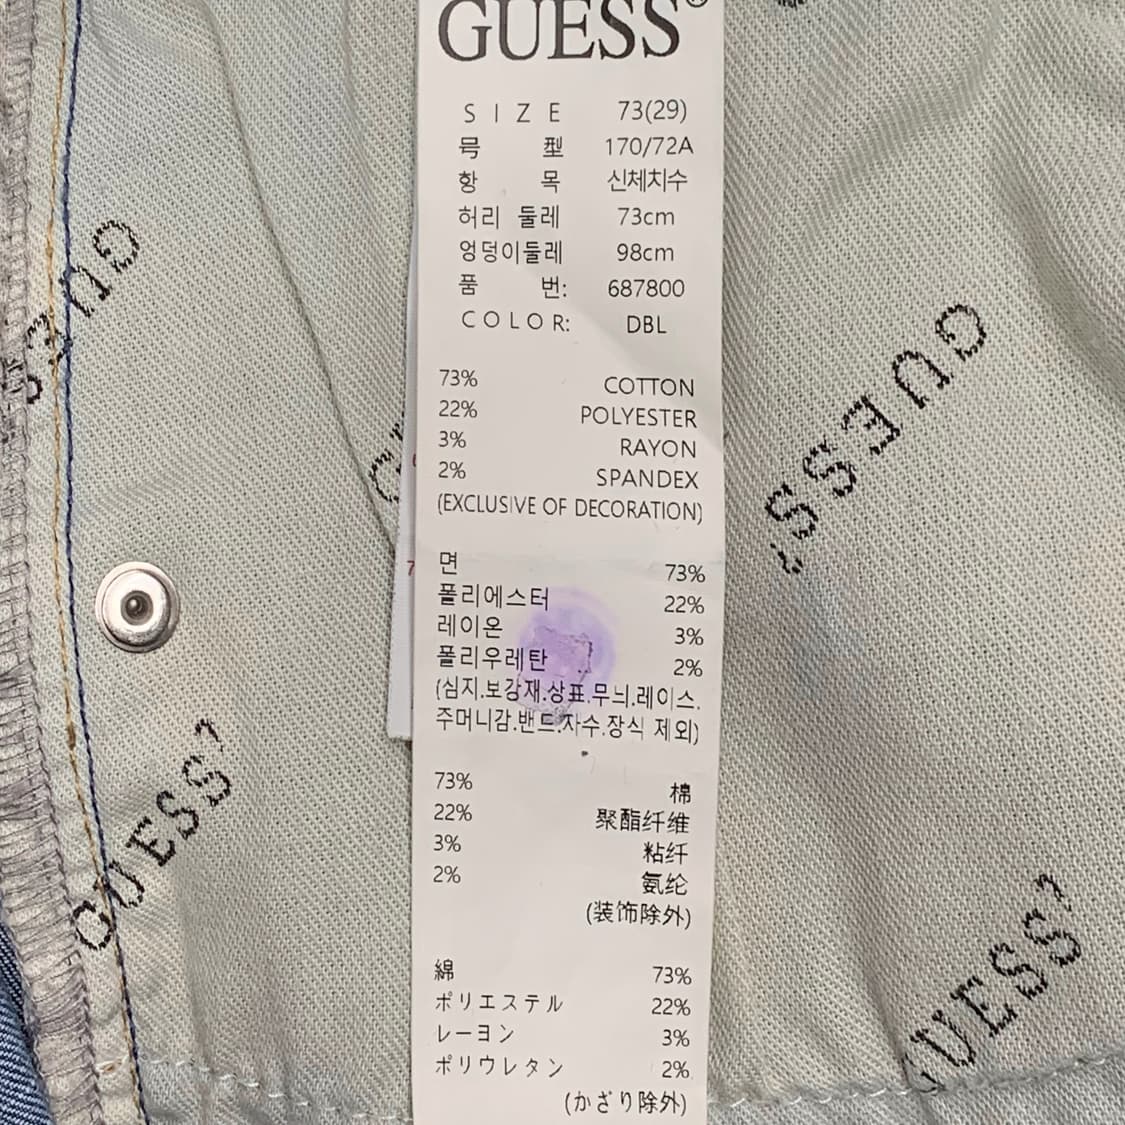 GUESS®
SIZE 73(29)
号型 170/72A
항목 신체치수
허리 둘레 73cm
엉덩이둘레 98cm
품번: 687800
COLOR: DBL
73% COTTON
22% POLYESTER
3% RAYON
2% SPANDEX
(EXCLUSIVE OF DECORATION)
면 73%
폴리에스터 22%
레이온 3%
폴리우레탄 2%
(심지.보강재.상표.무늬.레이스.
주머니감.밴드.자수.장식 제외)
73% 棉
22% 聚酯纤维
3% 粘纤
2% 氨纶
(装饰除外)
綿 73%
ポリエステル 22%
レーヨン 3%
ポリウレタン 2%
(かざり除外)
GUESS?
GUESS?
GUESS?
GUESS?